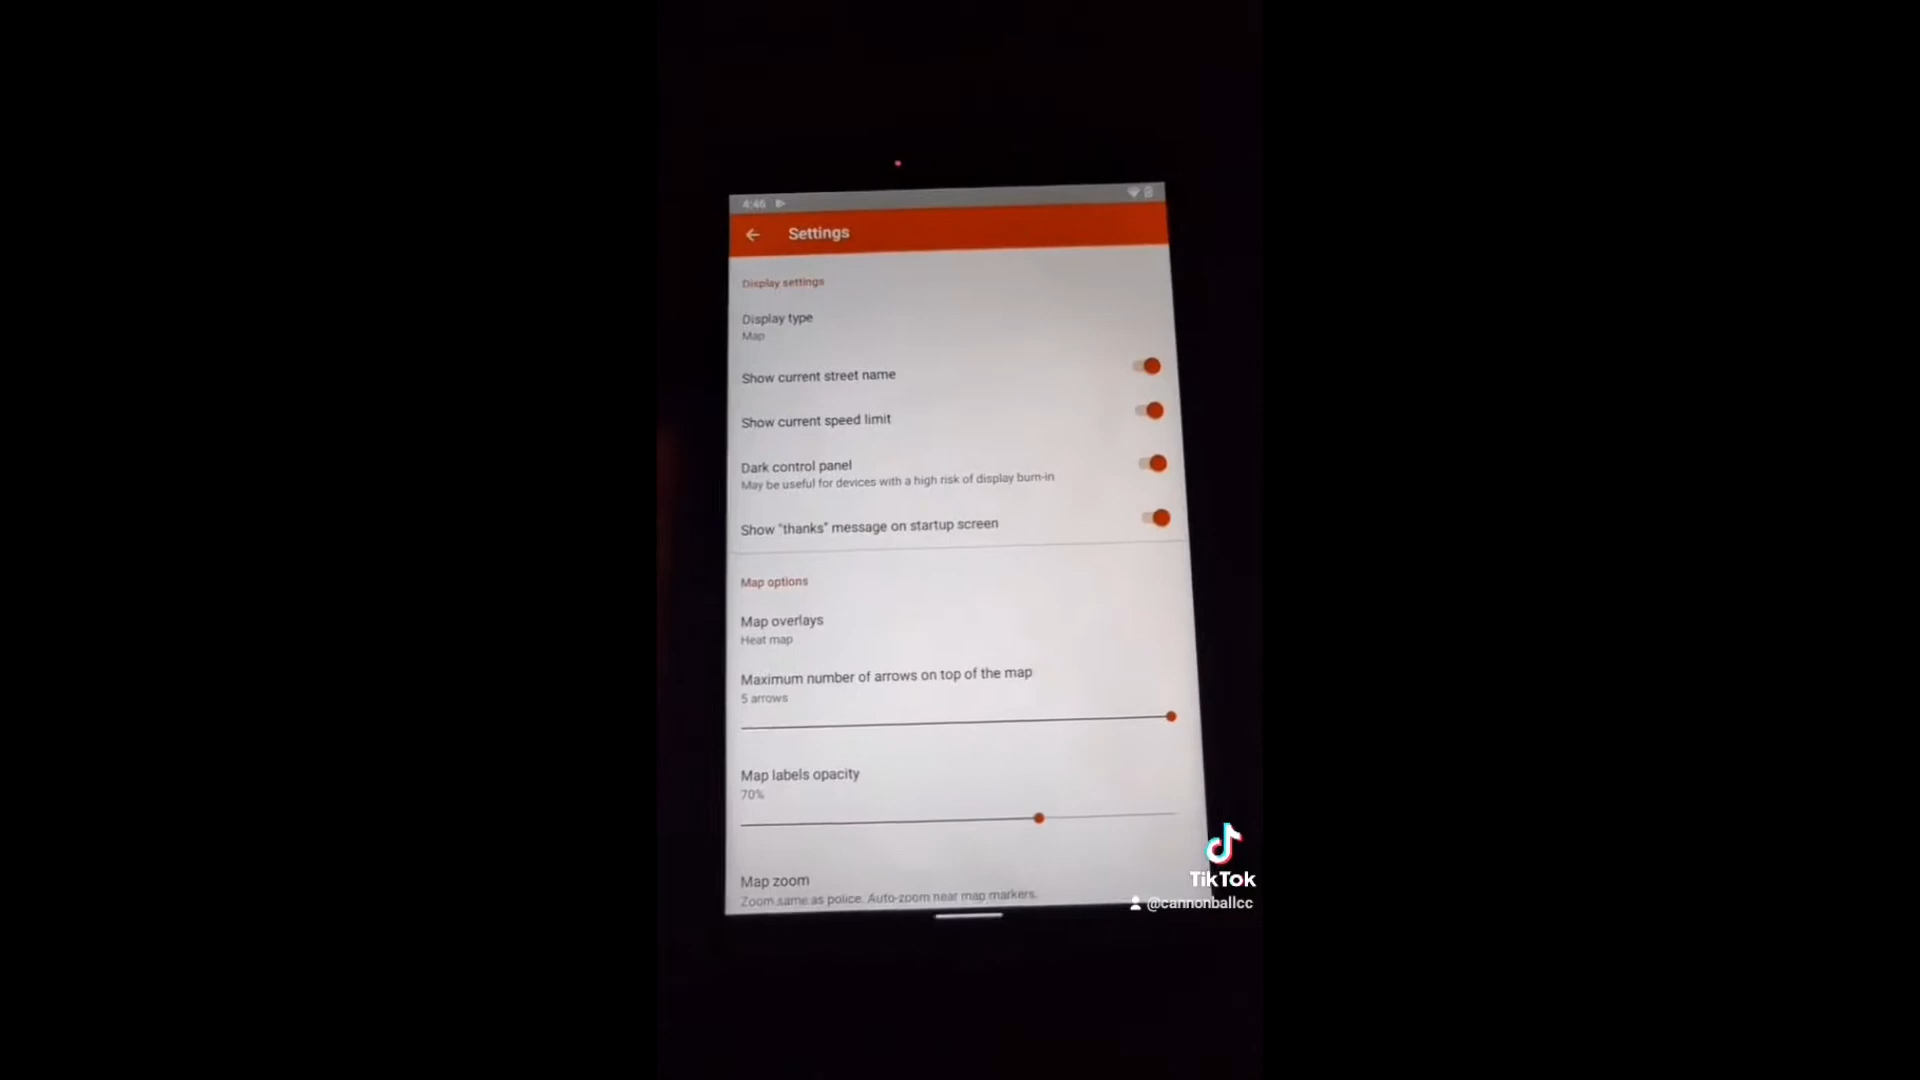 4:46
Settings
Display settings
Display type
Map
Show current street name
Show current speed limit
Dark control panel
May be useful for devices with a high risk of display burn-in
Show "thanks" message on startup screen
Map options
Map overlays
Heat map
Maximum number of arrows on top of the map
5 arrows
Map labels opacity
70%
Map zoom
Zoom same as police. Auto-zoom near map markers.
TikTok
@cannonballcc